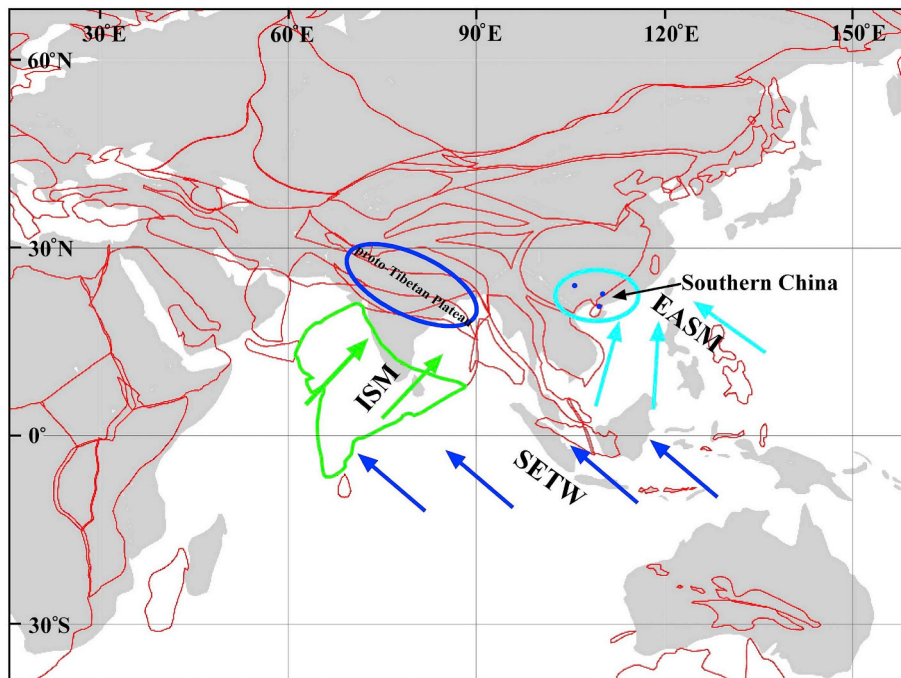 30°E 60°E 90°E 120°E 150°E
60°N
30°N
proto-Tibetan Plateau
Southern China
EASM
ISM
0°
SETW
30°S